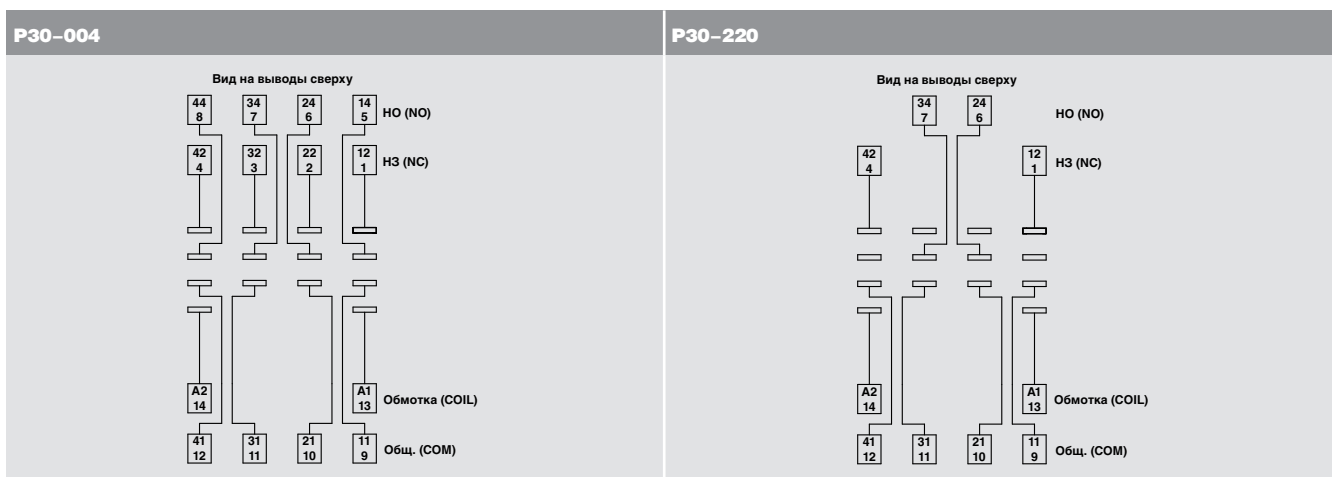 P30–004
Вид на выводы сверху
44 34 24 14
8 7 6 5 НО (NO)
42 32 22 12
4 3 2 1 НЗ (NC)
A2 A1
14 13 Обмотка (COIL)
41 31 21 11
12 11 10 9 Общ. (COM)
P30–220
Вид на выводы сверху
34 24
7 6 НО (NO)
42 12
4 1 НЗ (NC)
A2 A1
14 13 Обмотка (COIL)
41 31 21 11
12 11 10 9 Общ. (COM)